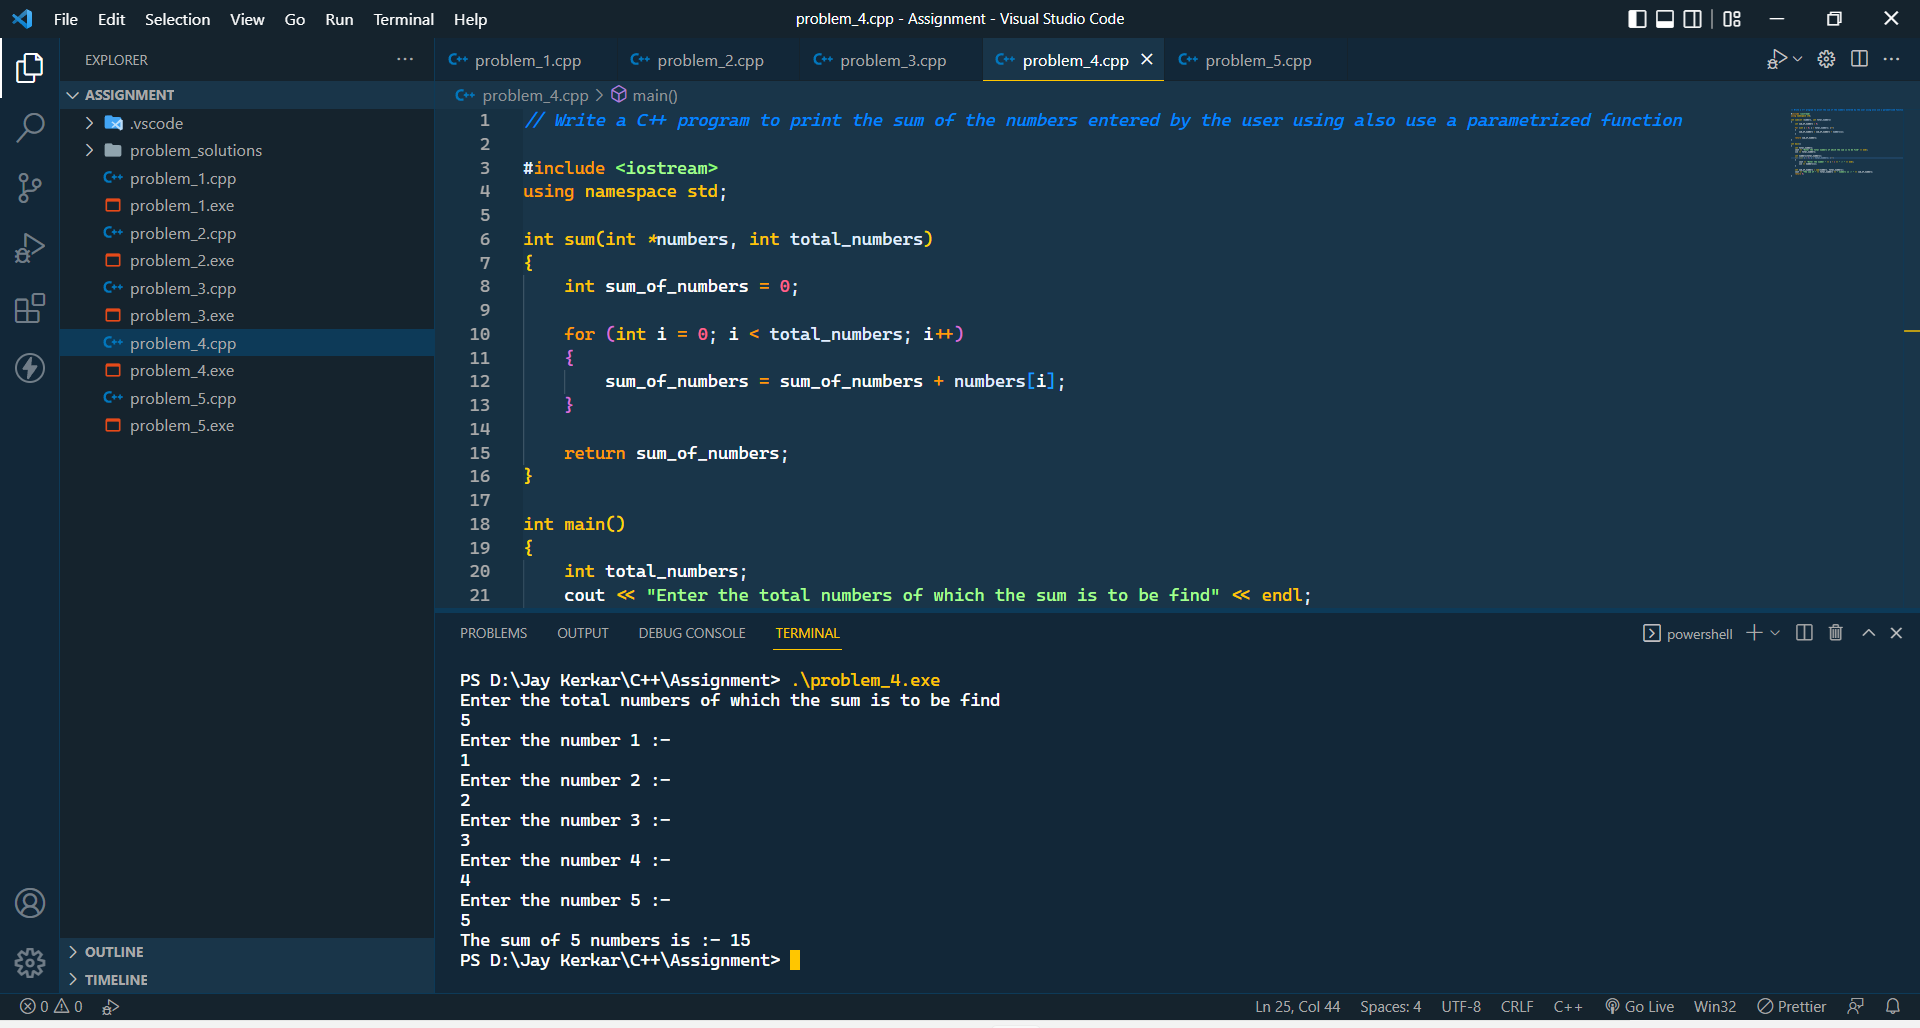 File Edit Selection View Go Run Terminal Help
problem_4.cpp - Assignment - Visual Studio Code
EXPLORER
ASSIGNMENT
.vscode
problem_solutions
problem_1.cpp
problem_1.exe
problem_2.cpp
problem_2.exe
problem_3.cpp
problem_3.exe
problem_4.cpp
problem_4.exe
problem_5.cpp
problem_5.exe
OUTLINE
TIMELINE
problem_1.cpp problem_2.cpp problem_3.cpp problem_4.cpp problem_5.cpp
problem_4.cpp > main()
1 // Write a C++ program to print the sum of the numbers entered by the user using also use a parametrized function
2
3 #include <iostream>
4 using namespace std;
5
6 int sum(int *numbers, int total_numbers)
7 {
8 int sum_of_numbers = 0;
9
10 for (int i = 0; i < total_numbers; i++)
11 {
12 sum_of_numbers = sum_of_numbers + numbers[i];
13 }
14
15 return sum_of_numbers;
16 }
17
18 int main()
19 {
20 int total_numbers;
21 cout << "Enter the total numbers of which the sum is to be find" << endl;
PROBLEMS OUTPUT DEBUG CONSOLE TERMINAL
powershell
PS D:\Jay Kerkar\C++\Assignment> .\problem_4.exe
Enter the total numbers of which the sum is to be find
5
Enter the number 1 :-
1
Enter the number 2 :-
2
Enter the number 3 :-
3
Enter the number 4 :-
4
Enter the number 5 :-
5
The sum of 5 numbers is :- 15
PS D:\Jay Kerkar\C++\Assignment>
0 0
Ln 25, Col 44 Spaces: 4 UTF-8 CRLF C++ Go Live Win32 Prettier